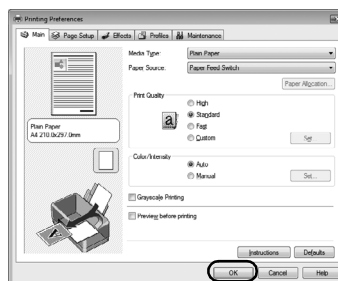 Printing Preferences
Main Page Setup Effects Profiles Maintenance
Media Type: Plain Paper
Paper Source: Paper Feed Switch
Paper Allocation...
Print Quality
High
Standard
Fast
Custom
Set
Plain Paper
A4 210.0x297.0mm
Color/Intensity
Auto
Manual
Set...
Grayscale Printing
Preview before printing
Instructions Defaults
OK Cancel Help